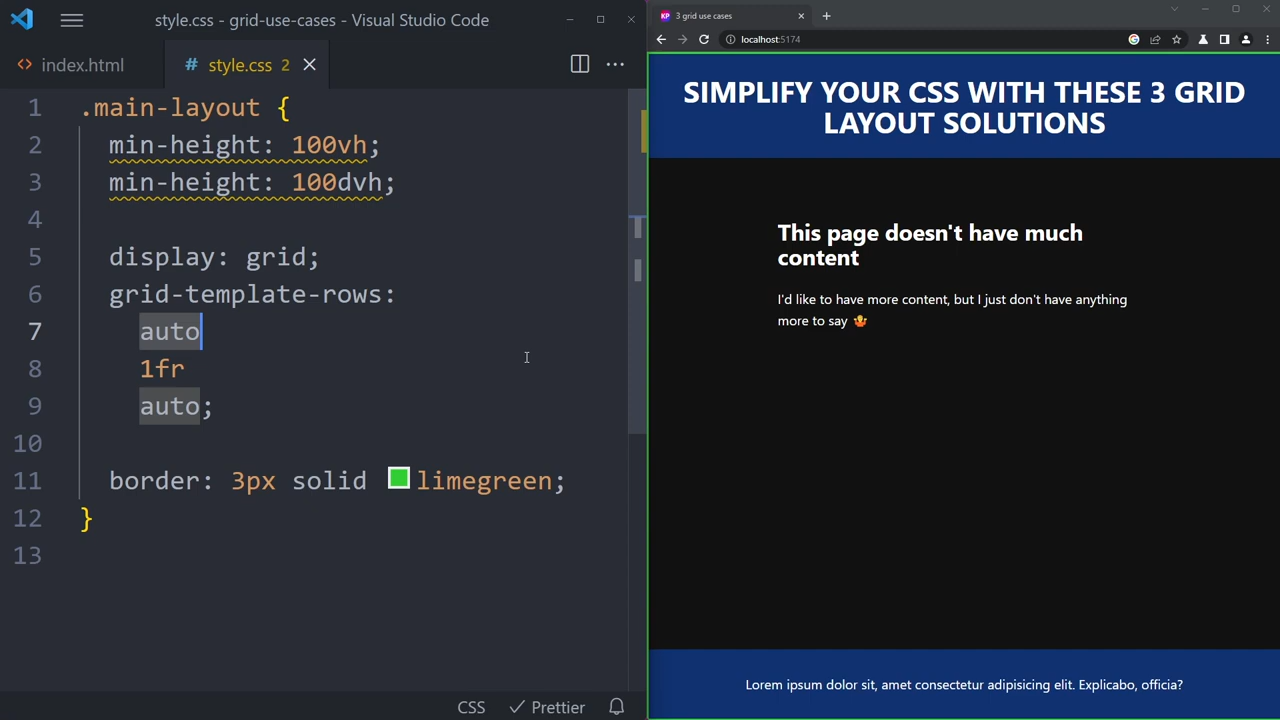 style.css - grid-use-cases - Visual Studio Code
index.html
# style.css 2
1 .main-layout {
2 min-height: 100vh;
3 min-height: 100dvh;
4
5 display: grid;
6 grid-template-rows:
7 auto
8 1fr
9 auto;
10
11 border: 3px solid limegreen;
12 }
13
CSS
Prettier
KP 3 grid use cases
localhost:5174
SIMPLIFY YOUR CSS WITH THESE 3 GRID
LAYOUT SOLUTIONS
This page doesn't have much
content
I'd like to have more content, but I just don't have anything
more to say 🤷
Lorem ipsum dolor sit, amet consectetur adipisicing elit. Explicabo, officia?